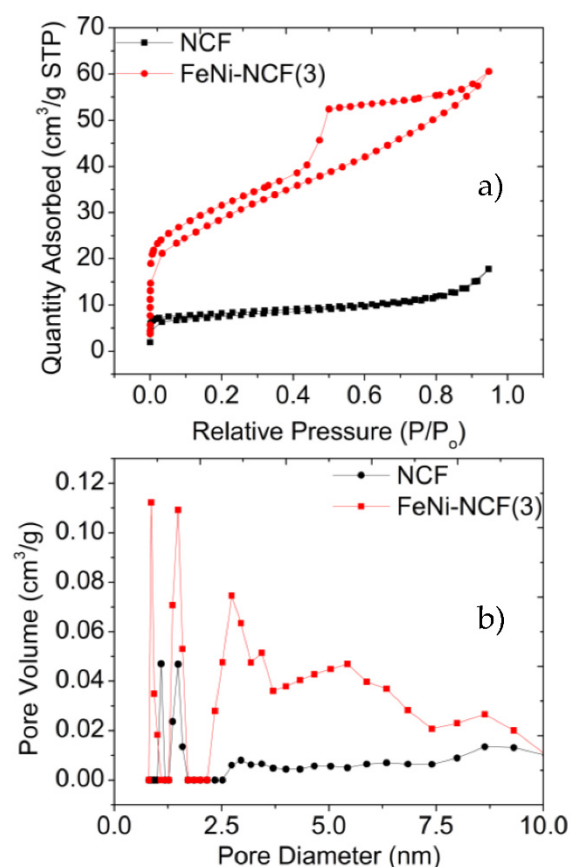 70
60
50
40
30
20
10
0
Quantity Adsorbed (cm³/g STP)
NCF
FeNi-NCF(3)
a)
0.0 0.2 0.4 0.6 0.8 1.0
Relative Pressure (P/Pₒ)
0.12
0.10
0.08
0.06
0.04
0.02
0.00
Pore Volume (cm³/g)
NCF
FeNi-NCF(3)
b)
0.0 2.5 5.0 7.5 10.0
Pore Diameter (nm)